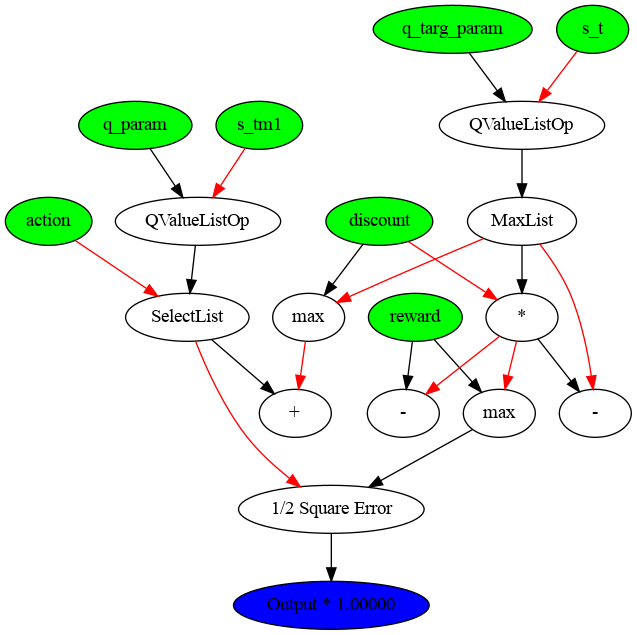 q_targ_param
s_t
q_param
s_tm1
QValueListOp
action
QValueListOp
discount
MaxList
SelectList
max
reward
*
+
-
max
-
1/2 Square Error
Output * 1.00000